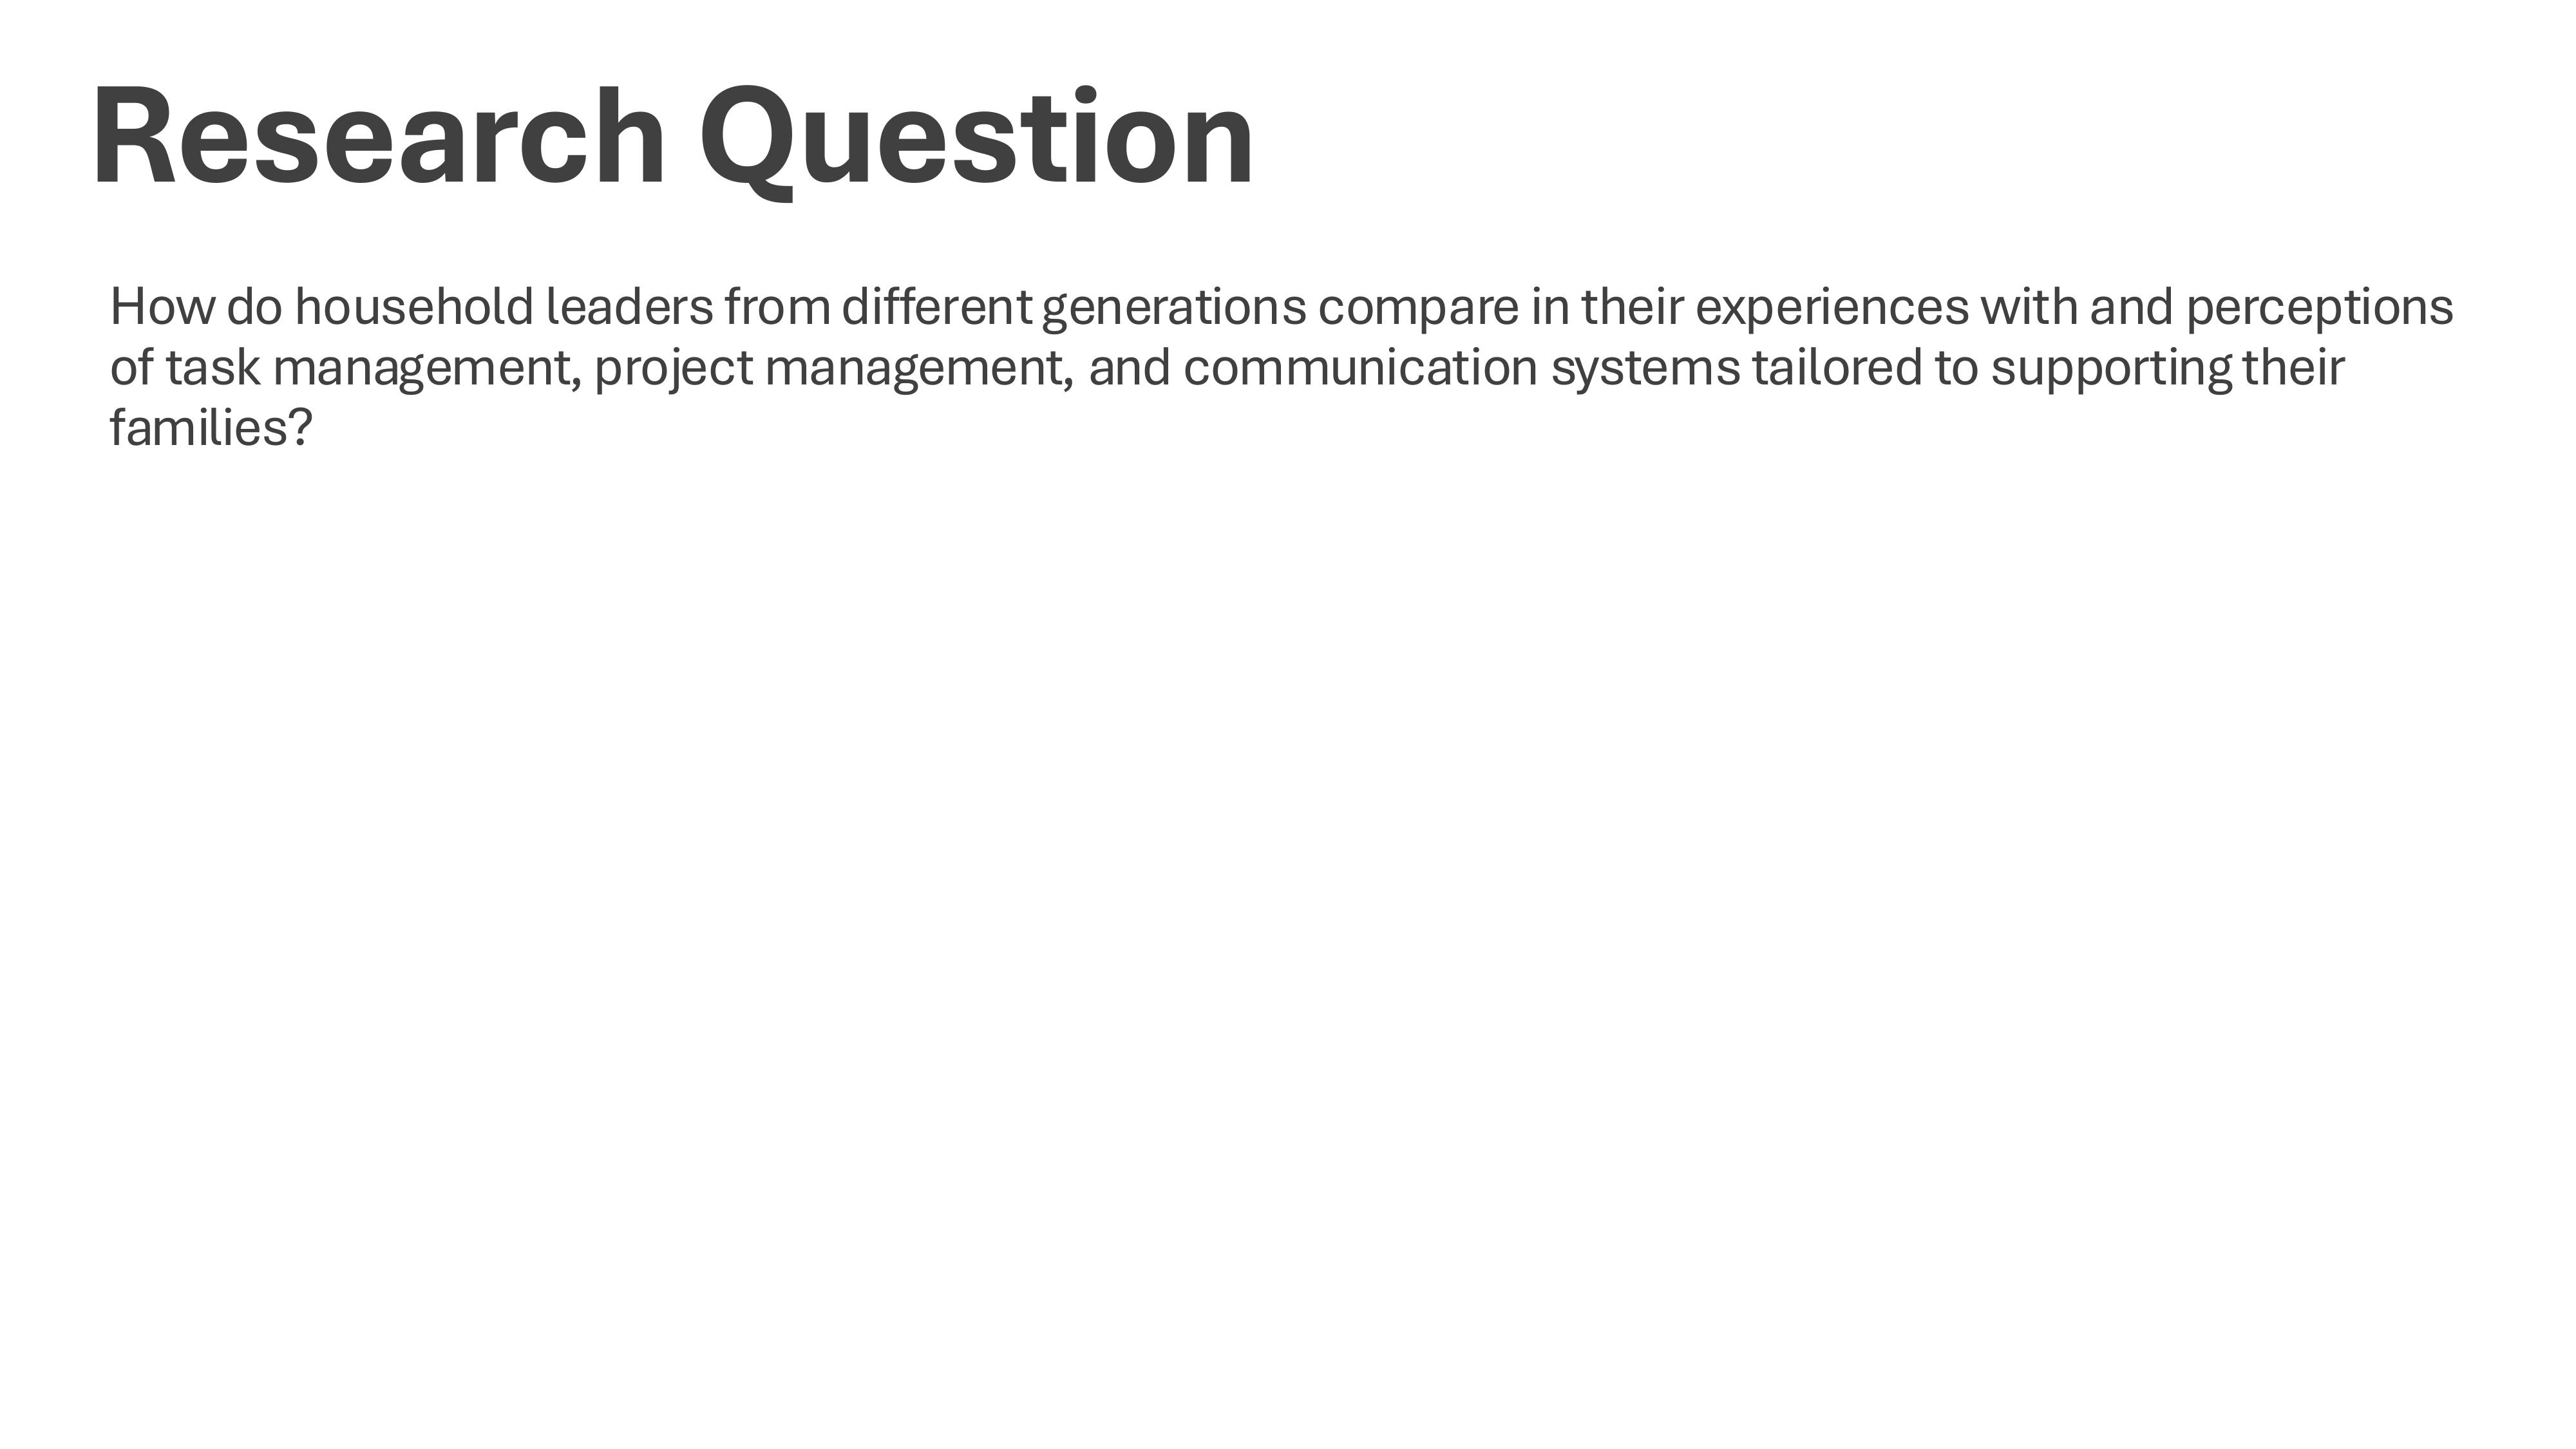 Research Question
How do household leaders from different generations compare in their experiences with and perceptions
of task management, project management, and communication systems tailored to supporting their
families?